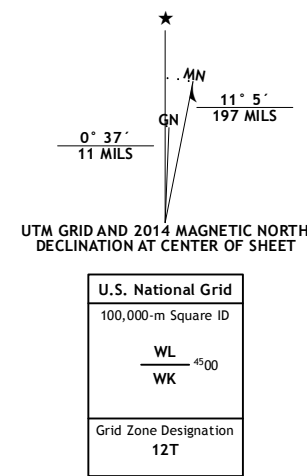 ★
MN
11° 5´
197 MILS
GN
0° 37´
11 MILS
UTM GRID AND 2014 MAGNETIC NORTH
DECLINATION AT CENTER OF SHEET
U.S. National Grid
100,000-m Square ID
WL
4500
WK
Grid Zone Designation
12T